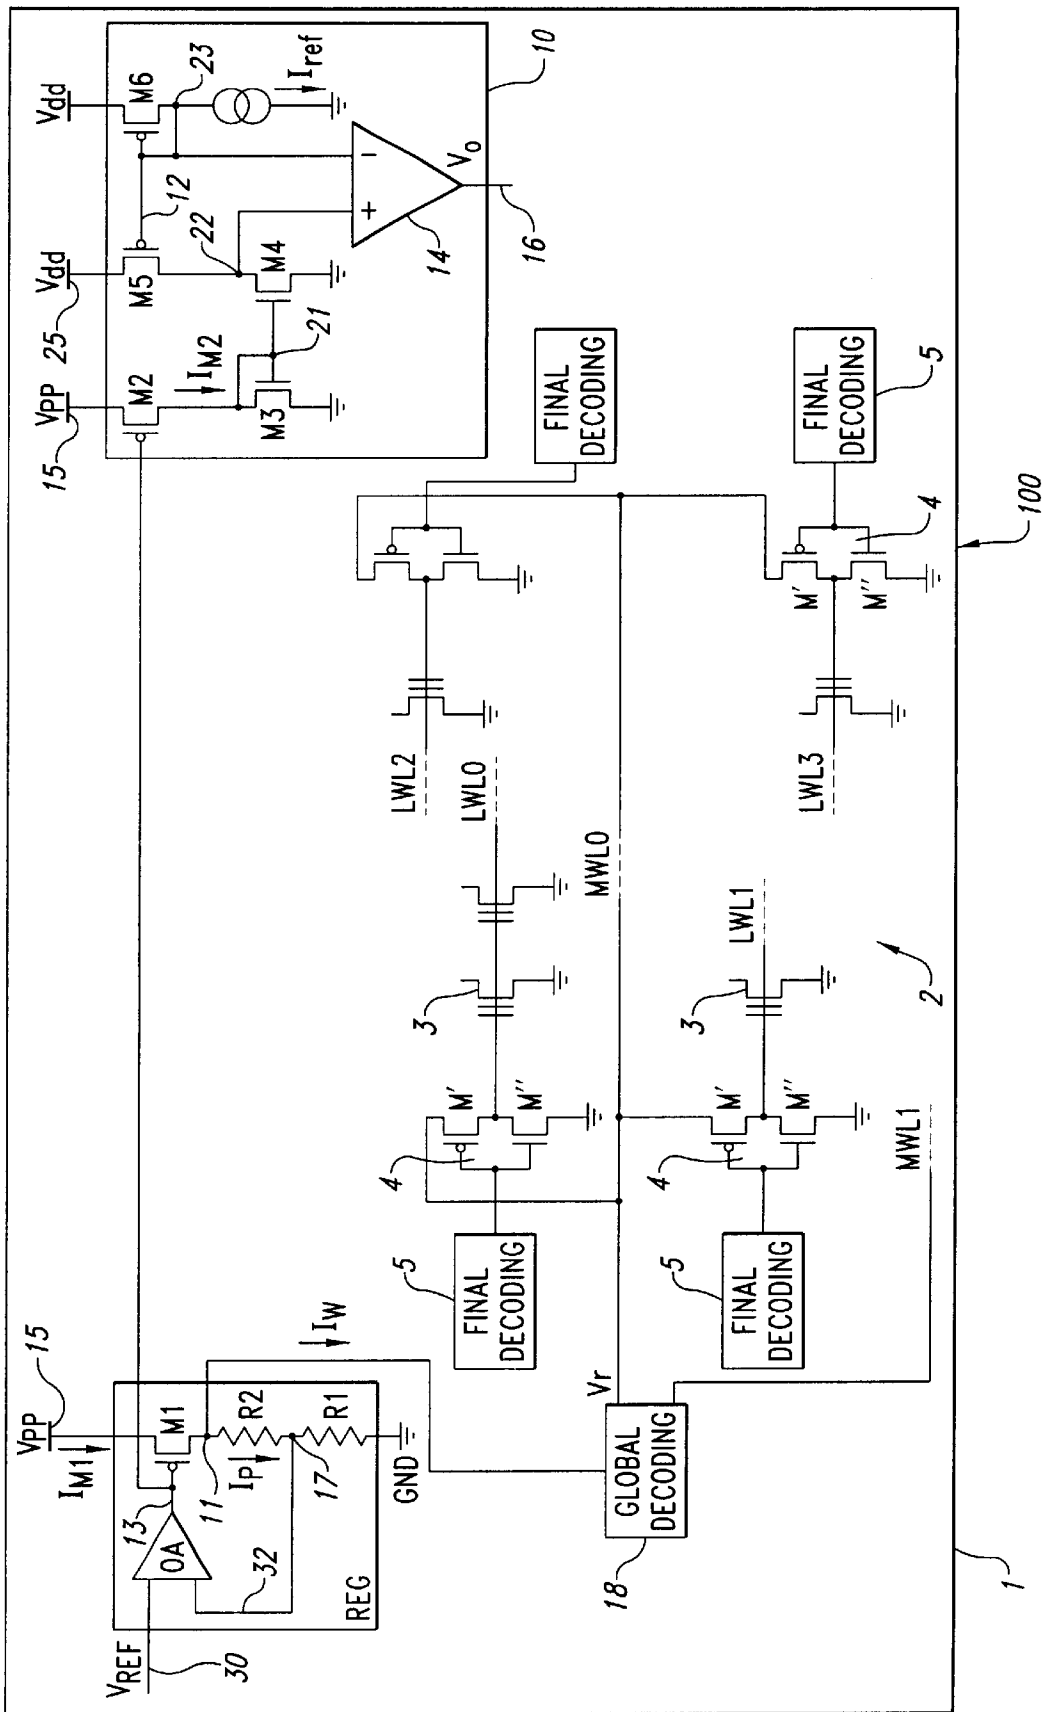 VREF
30
REG
OA
32
13
IM1
VPP
15
M1
11
R2
IP
17
R1
GND
IW
15
VPP
M2
IM2
M3
21
25
Vdd
M5
22
M4
12
Vdd
M6
23
Iref
10
+
-
14
Vo
16
18
GLOBAL
DECODING
Vr
MWL0
MWL1
5
FINAL
DECODING
4
M'
M''
3
LWL0
LWL2
FINAL
DECODING
5
FINAL
DECODING
4
M'
M''
3
LWL1
2
LWL3
M'
M''
4
FINAL
DECODING
5
1
100